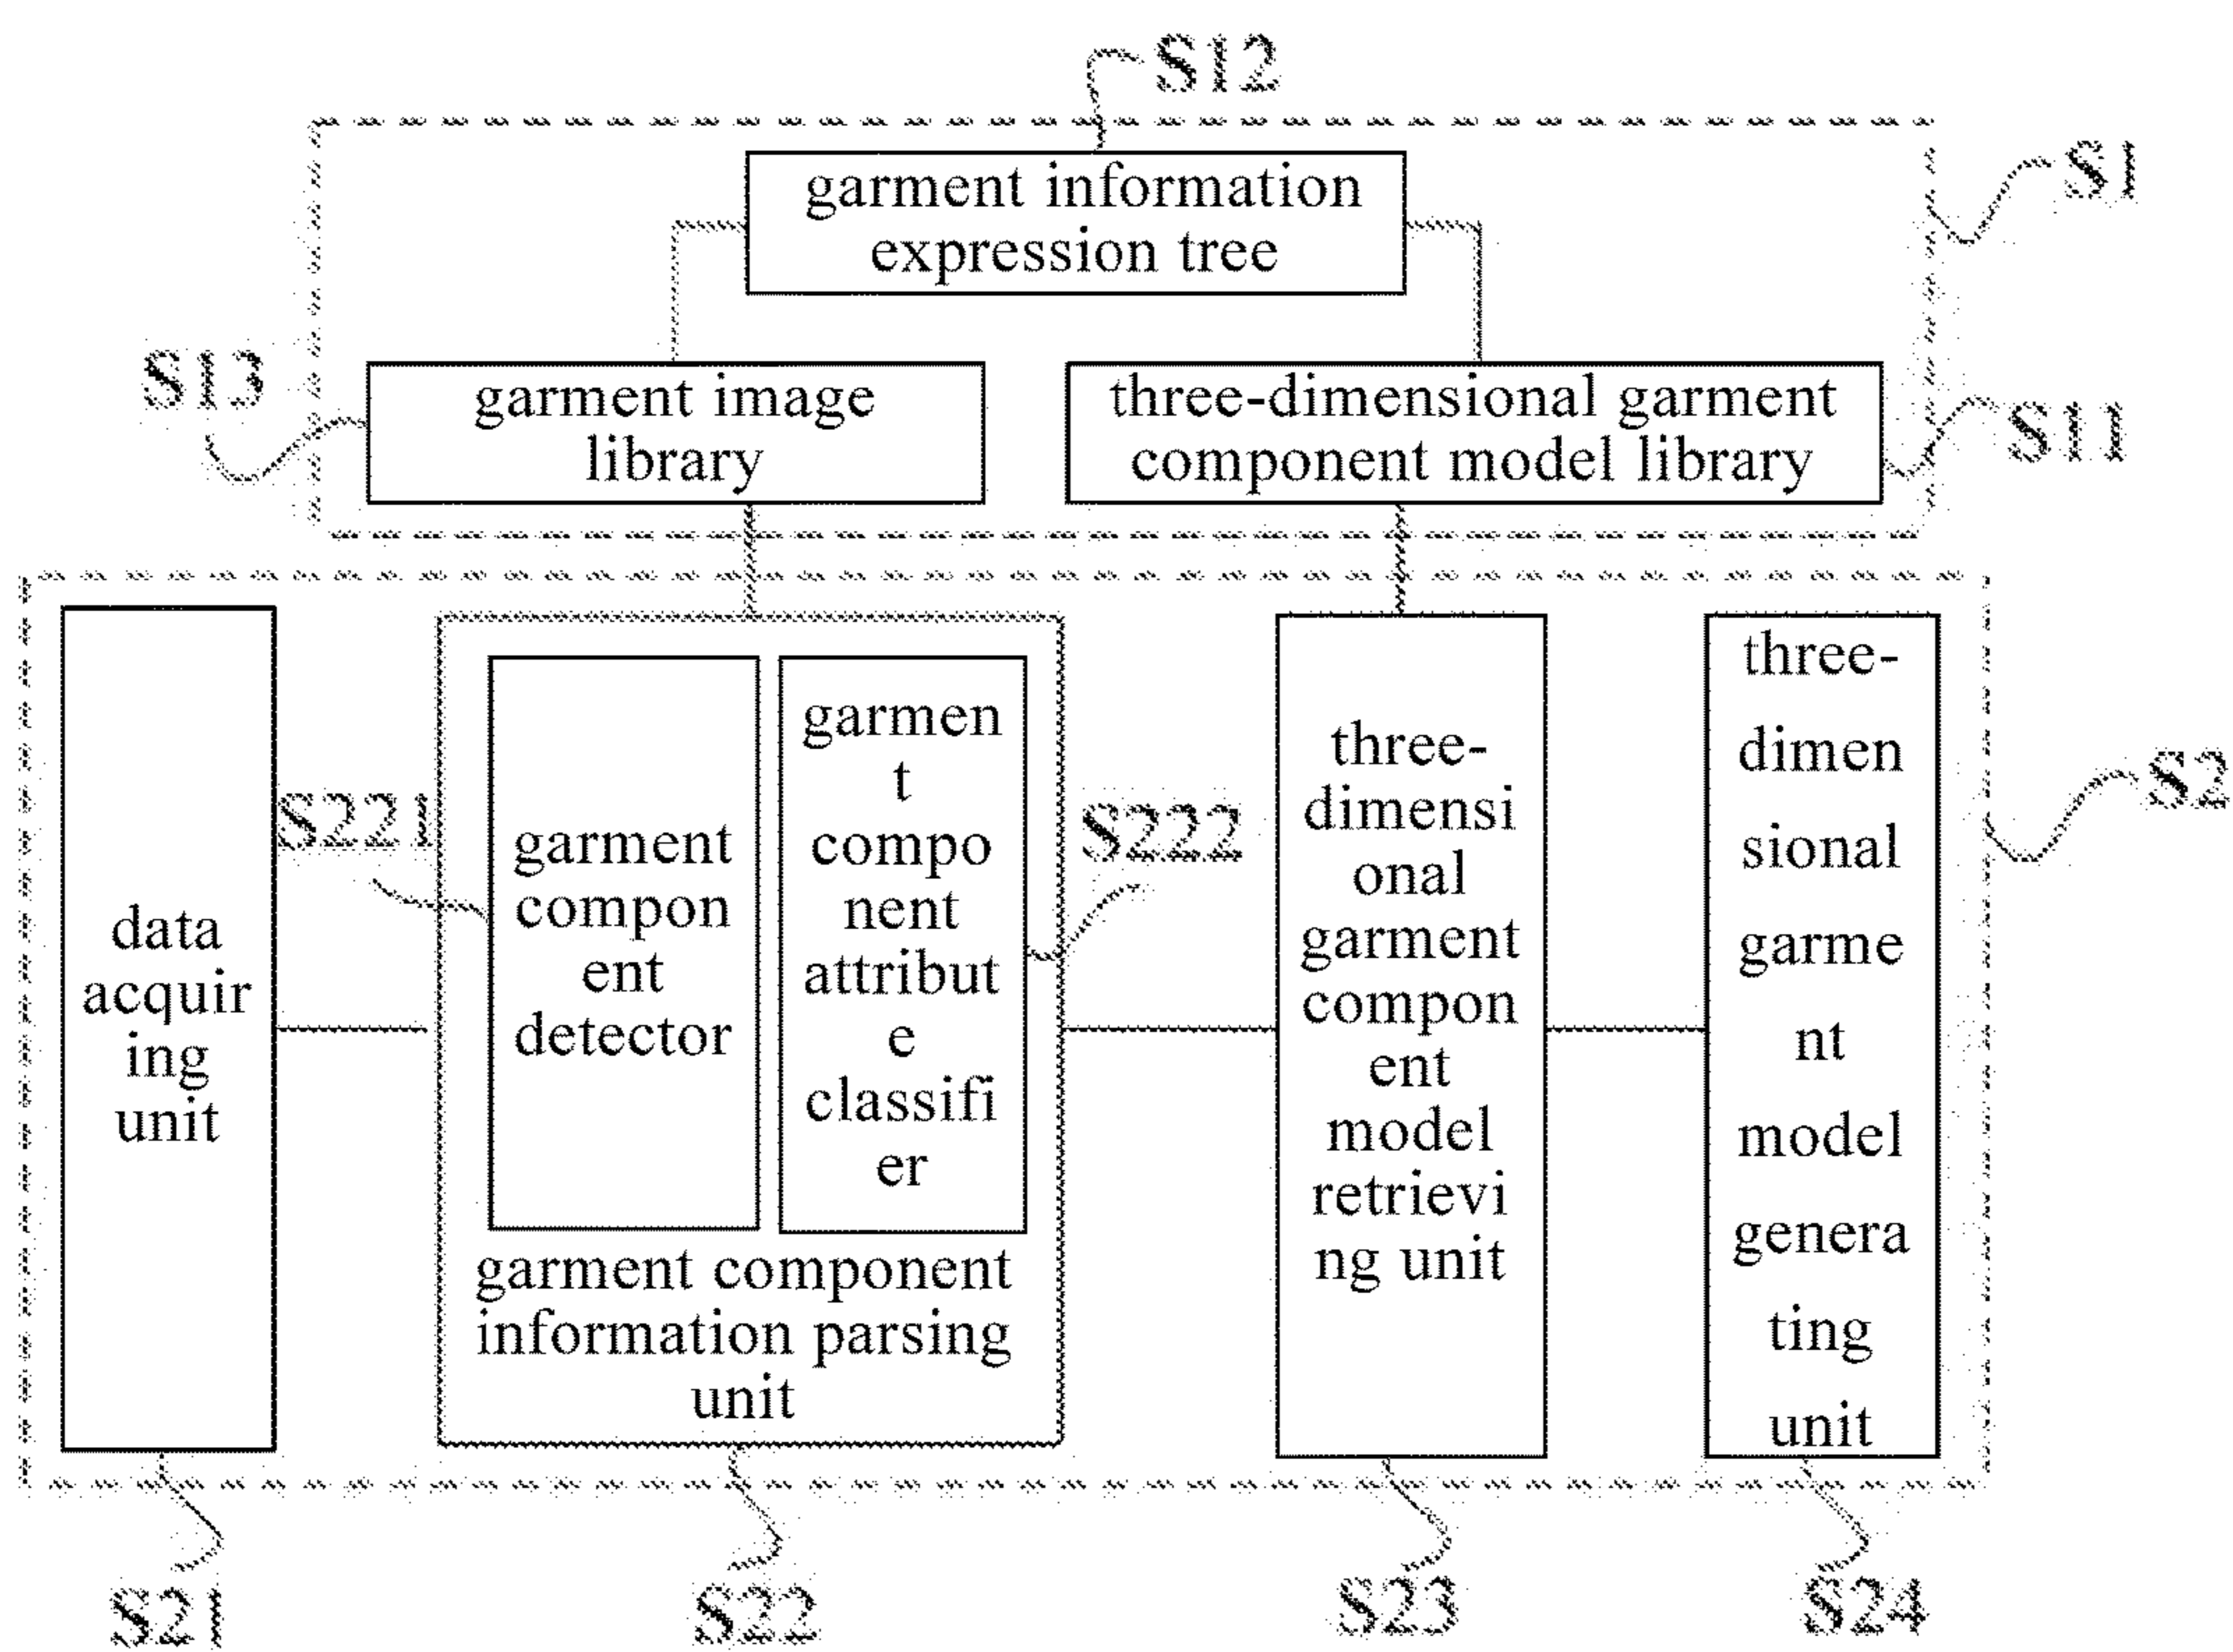 S12
S1
garment information
expression tree
S13
garment image
library
three-dimensional garment
component model library
S11
data
acquir
ing
unit
S221
garment
compon
ent
detector
garmen
t
compo
nent
attribut
e
classifi
er
S222
garment component
information parsing
unit
three-
dimensi
onal
garment
compon
ent
model
retrievi
ng unit
three-
dimen
sional
garme
nt
model
genera
ting
unit
S2
S21
S22
S23
S24